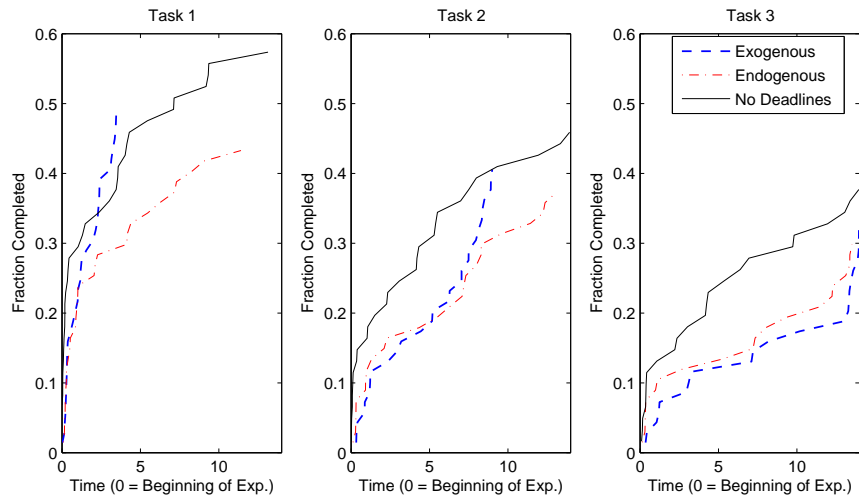 Task 1
Task 2
Task 3
0.6
0.5
0.4
0.3
0.2
0.1
0
0
5
10
Fraction Completed
Time (0 = Beginning of Exp.)
0.6
0.5
0.4
0.3
0.2
0.1
0
0
5
10
Fraction Completed
Time (0 = Beginning of Exp.)
0.6
0.5
0.4
0.3
0.2
0.1
0
0
5
10
Fraction Completed
Time (0 = Beginning of Exp.)
Exogenous
Endogenous
No Deadlines